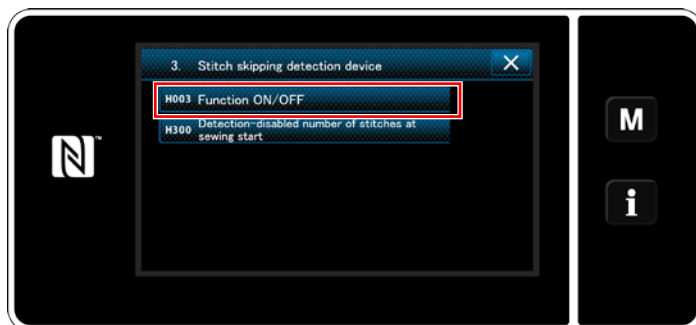 3. Stitch skipping detection device
H003 Function ON/OFF
H300 Detection-disabled number of stitches at
sewing start
M
i